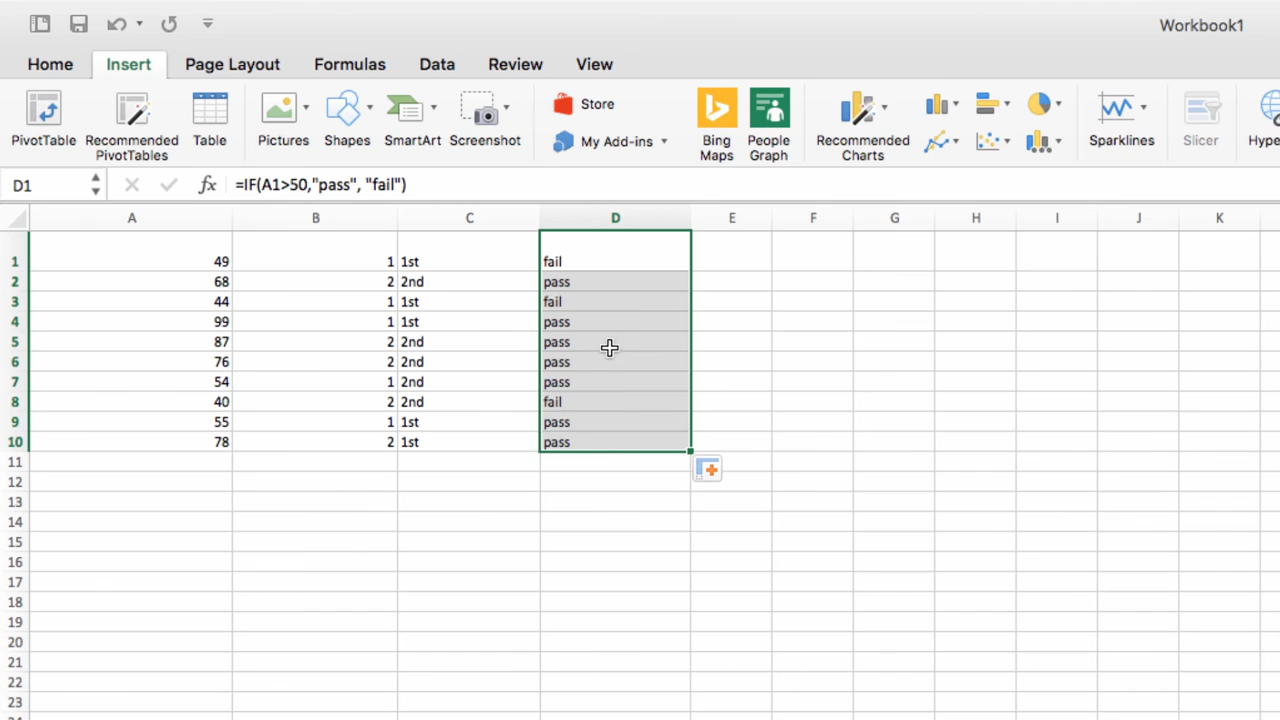 Workbook1
Home Insert Page Layout Formulas Data Review View
PivotTable Recommended PivotTables Table Pictures Shapes SmartArt Screenshot Store My Add-ins Bing Maps People Graph Recommended Charts Sparklines Slicer Hype
D1 fx =IF(A1>50,"pass", "fail")
A B C D E F G H I J K
1 49 1 1st fail
2 68 2 2nd pass
3 44 1 1st fail
4 99 1 1st pass
5 87 2 2nd pass
6 76 2 2nd pass
7 54 1 2nd pass
8 40 2 2nd fail
9 55 1 1st pass
10 78 2 1st pass
11
12
13
14
15
16
17
18
19
20
21
22
23